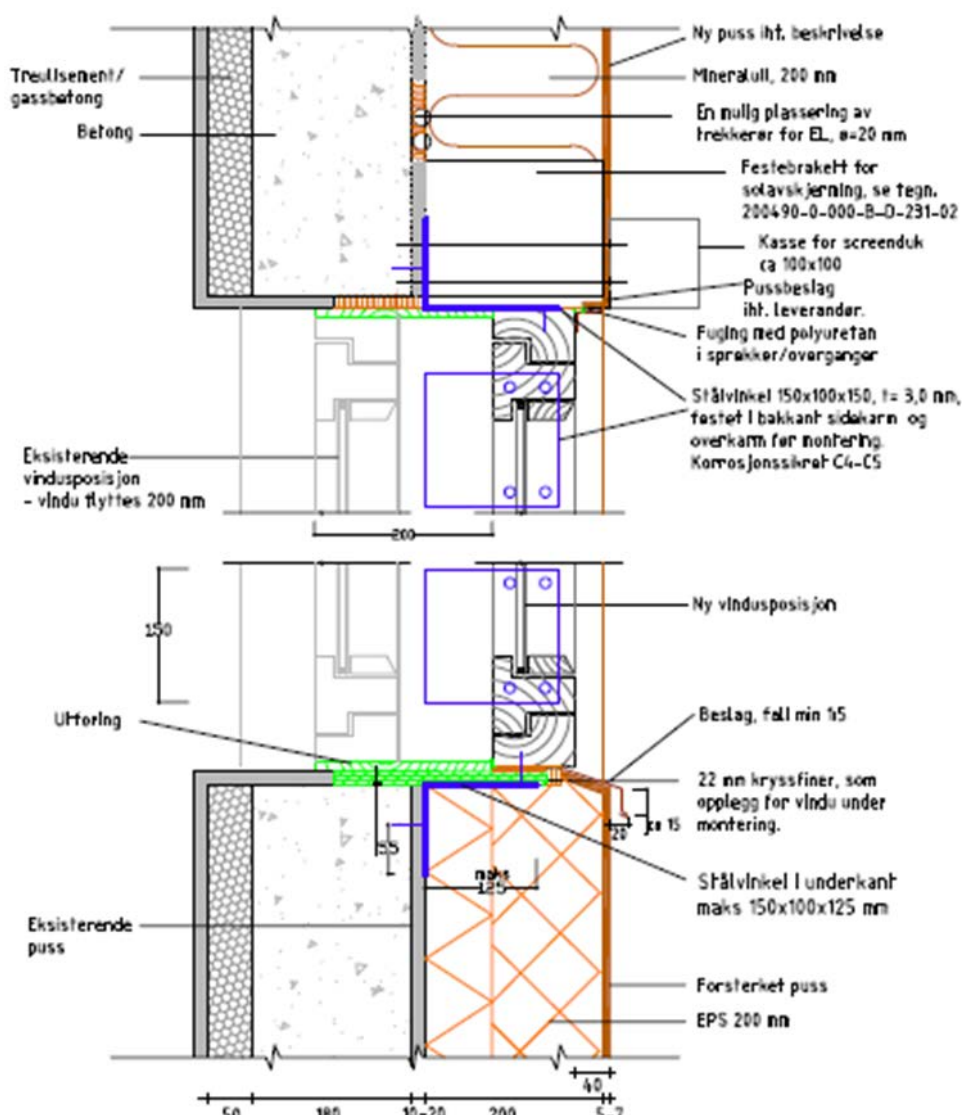 Ny puss iht. beskrivelse
Treullsement/
gassbetong
Mineralull, 200 mm
Betong
En mulig plassering av
trekkerør for EL, ø=20 mm
Festebrakett for
solavskjerming, se tegn.
200490-0-000-B-D-231-02
Kasse for screenduk
ca 100x100
Pussbeslag
iht. leverandør.
Fuging med polyuretan
i sprekker/overganger
Stålvinkel 150x100x150, t= 3,0 mm,
festet i bakkant sidekarm og
overkarm før montering.
Korrosjonssikret C4-C5
Eksisterende
vindusposisjon
- vindu flyttes 200 mm
200
150
Ny vindusposisjon
Utforing
Beslag, fall min 1:5
22 mm kryssfiner, som
opplegg for vindu under
montering.
20
ca 15
55
maks
125
Stålvinkel i underkant
maks 150x100x125 mm
Eksisterende
puss
Forsterket puss
EPS 200 mm
40
50 180 10-20 200 5-7